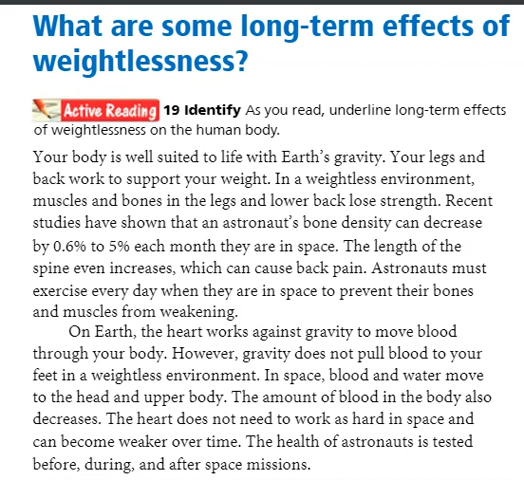 What are some long-term effects of
weightlessness?
Active Reading 19 Identify As you read, underline long-term effects
of weightlessness on the human body.
Your body is well suited to life with Earth's gravity. Your legs and
back work to support your weight. In a weightless environment,
muscles and bones in the legs and lower back lose strength. Recent
studies have shown that an astronaut's bone density can decrease
by 0.6% to 5% each month they are in space. The length of the
spine even increases, which can cause back pain. Astronauts must
exercise every day when they are in space to prevent their bones
and muscles from weakening.
On Earth, the heart works against gravity to move blood
through your body. However, gravity does not pull blood to your
feet in a weightless environment. In space, blood and water move
to the head and upper body. The amount of blood in the body also
decreases. The heart does not need to work as hard in space and
can become weaker over time. The health of astronauts is tested
before, during, and after space missions.